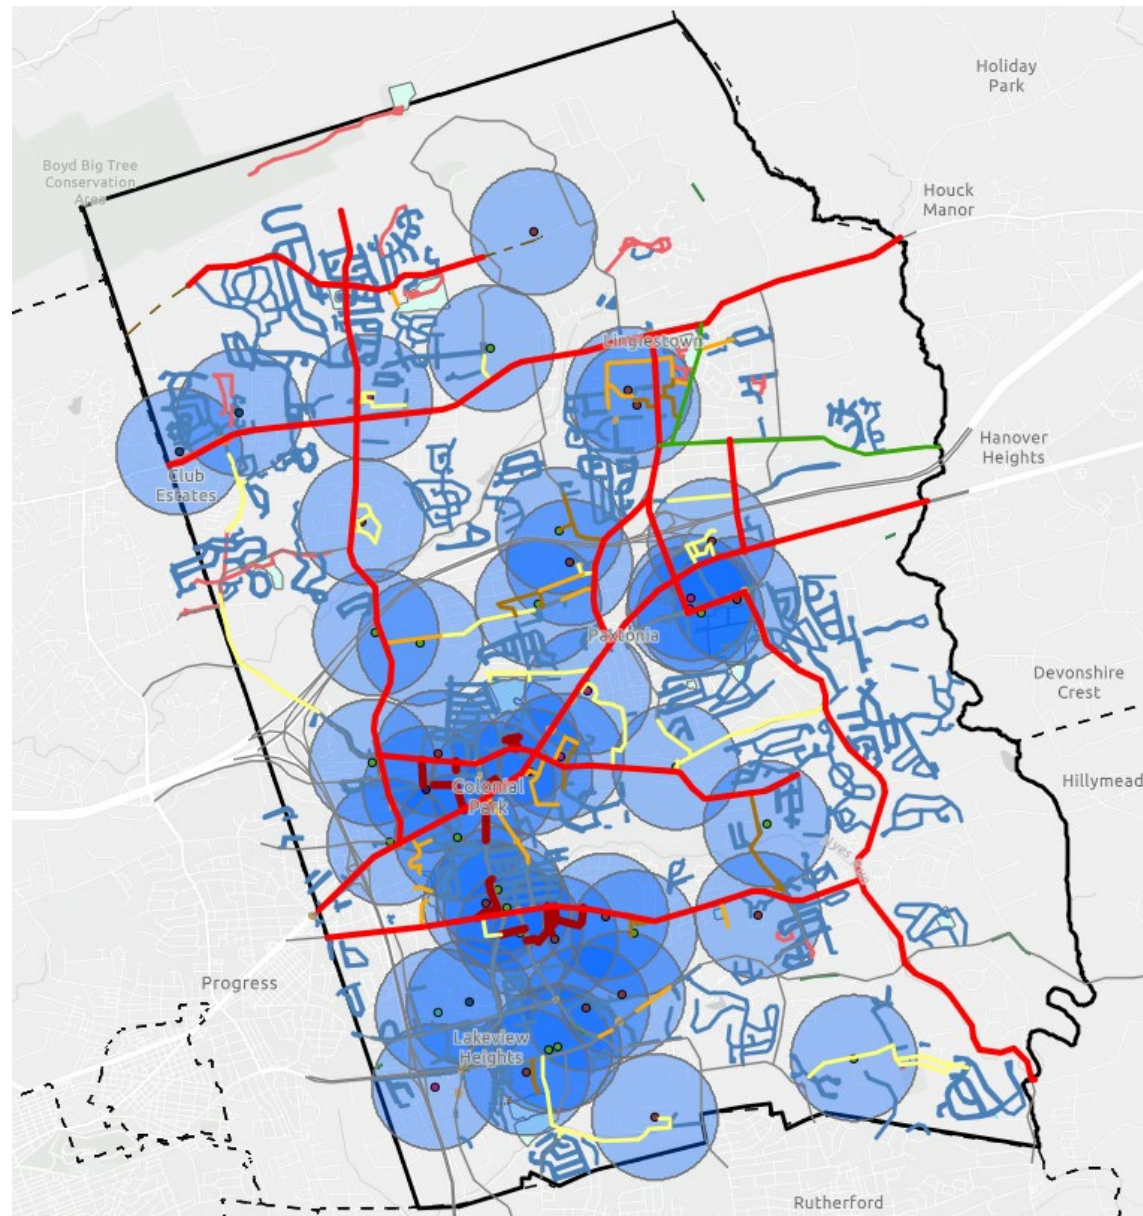 Holiday
Park
Boyd Big Tree
Conservation
Area
Houck
Manor
Linglestown
Hanover
Heights
Club
Estates
Paxtonia
Devonshire
Crest
Hillymead
Colonial
Park
Nyes
Progress
Lakeview
Heights
Rutherford